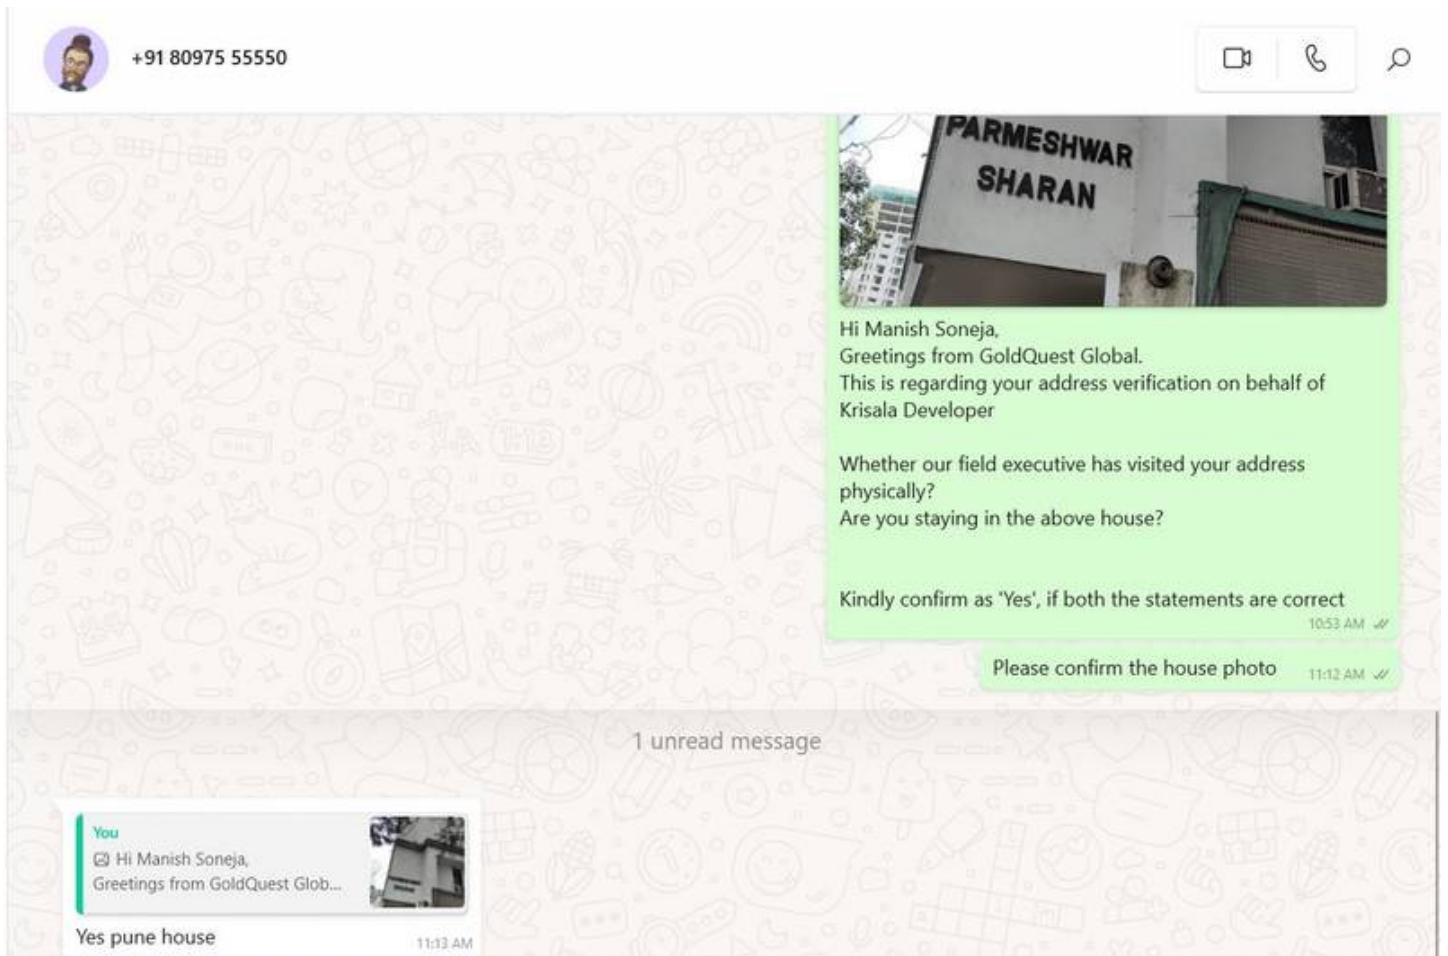 +91 80975 55550
PARMESHWAR
SHARAN
Hi Manish Soneja,
Greetings from GoldQuest Global.
This is regarding your address verification on behalf of
Krisala Developer
Whether our field executive has visited your address
physically?
Are you staying in the above house?
Kindly confirm as 'Yes', if both the statements are correct
10:53 AM
Please confirm the house photo
11:12 AM
1 unread message
You
Hi Manish Soneja,
Greetings from GoldQuest Glob...
Yes pune house
11:13 AM